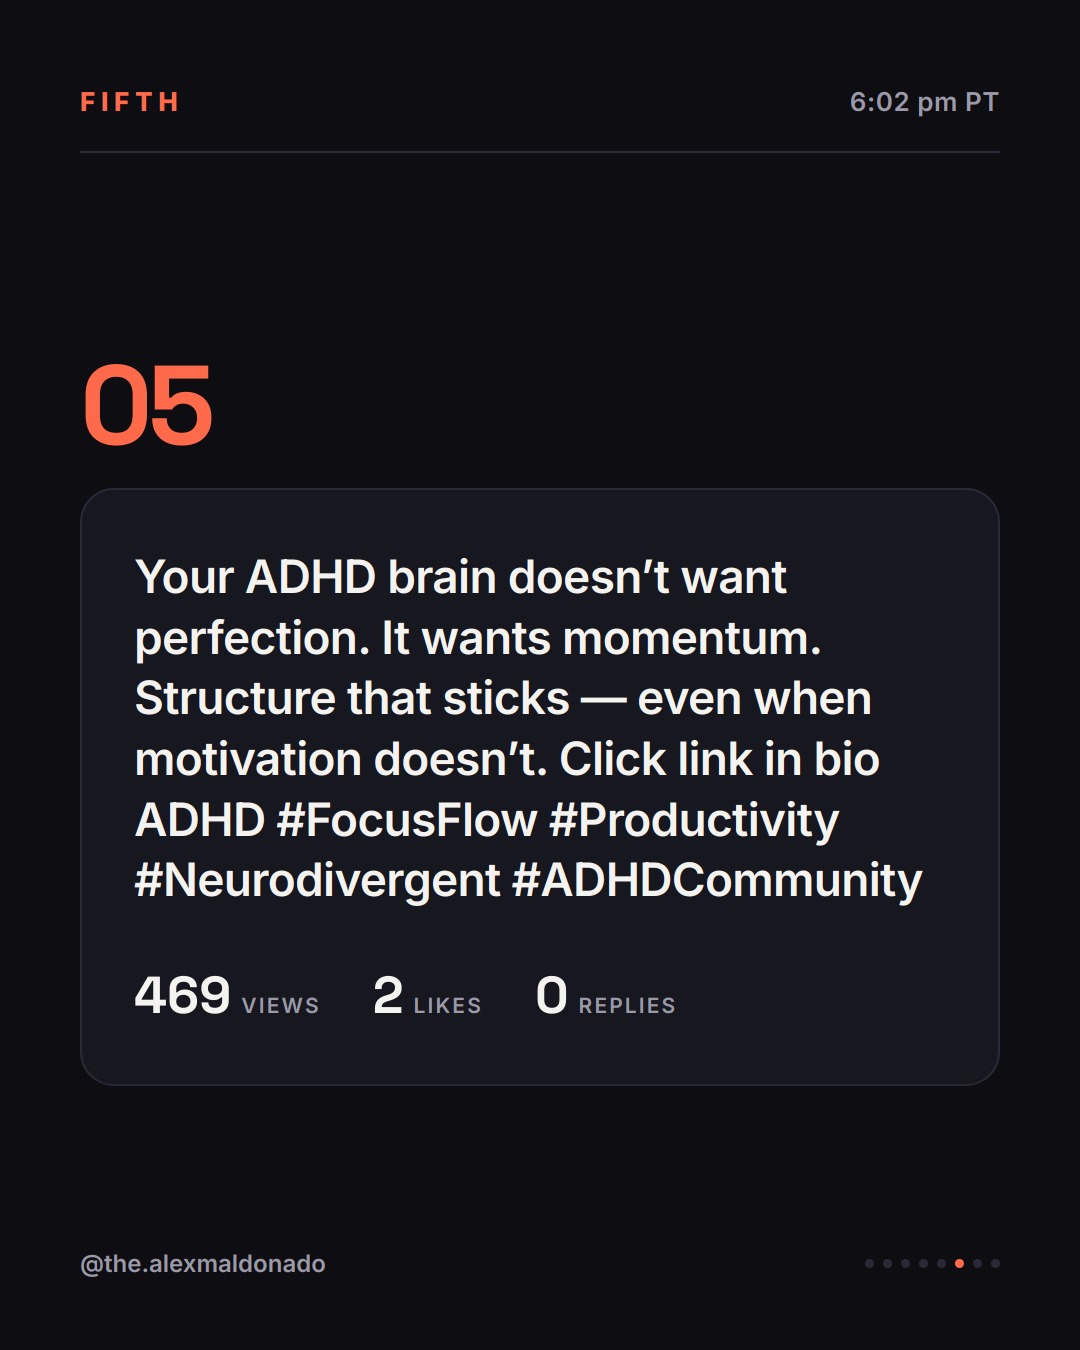 FIFTH
6:02 pm PT
05
Your ADHD brain doesn’t want
perfection. It wants momentum.
Structure that sticks — even when
motivation doesn’t. Click link in bio
ADHD #FocusFlow #Productivity
#Neurodivergent #ADHDCommunity
469 VIEWS 2 LIKES 0 REPLIES
@the.alexmaldonado